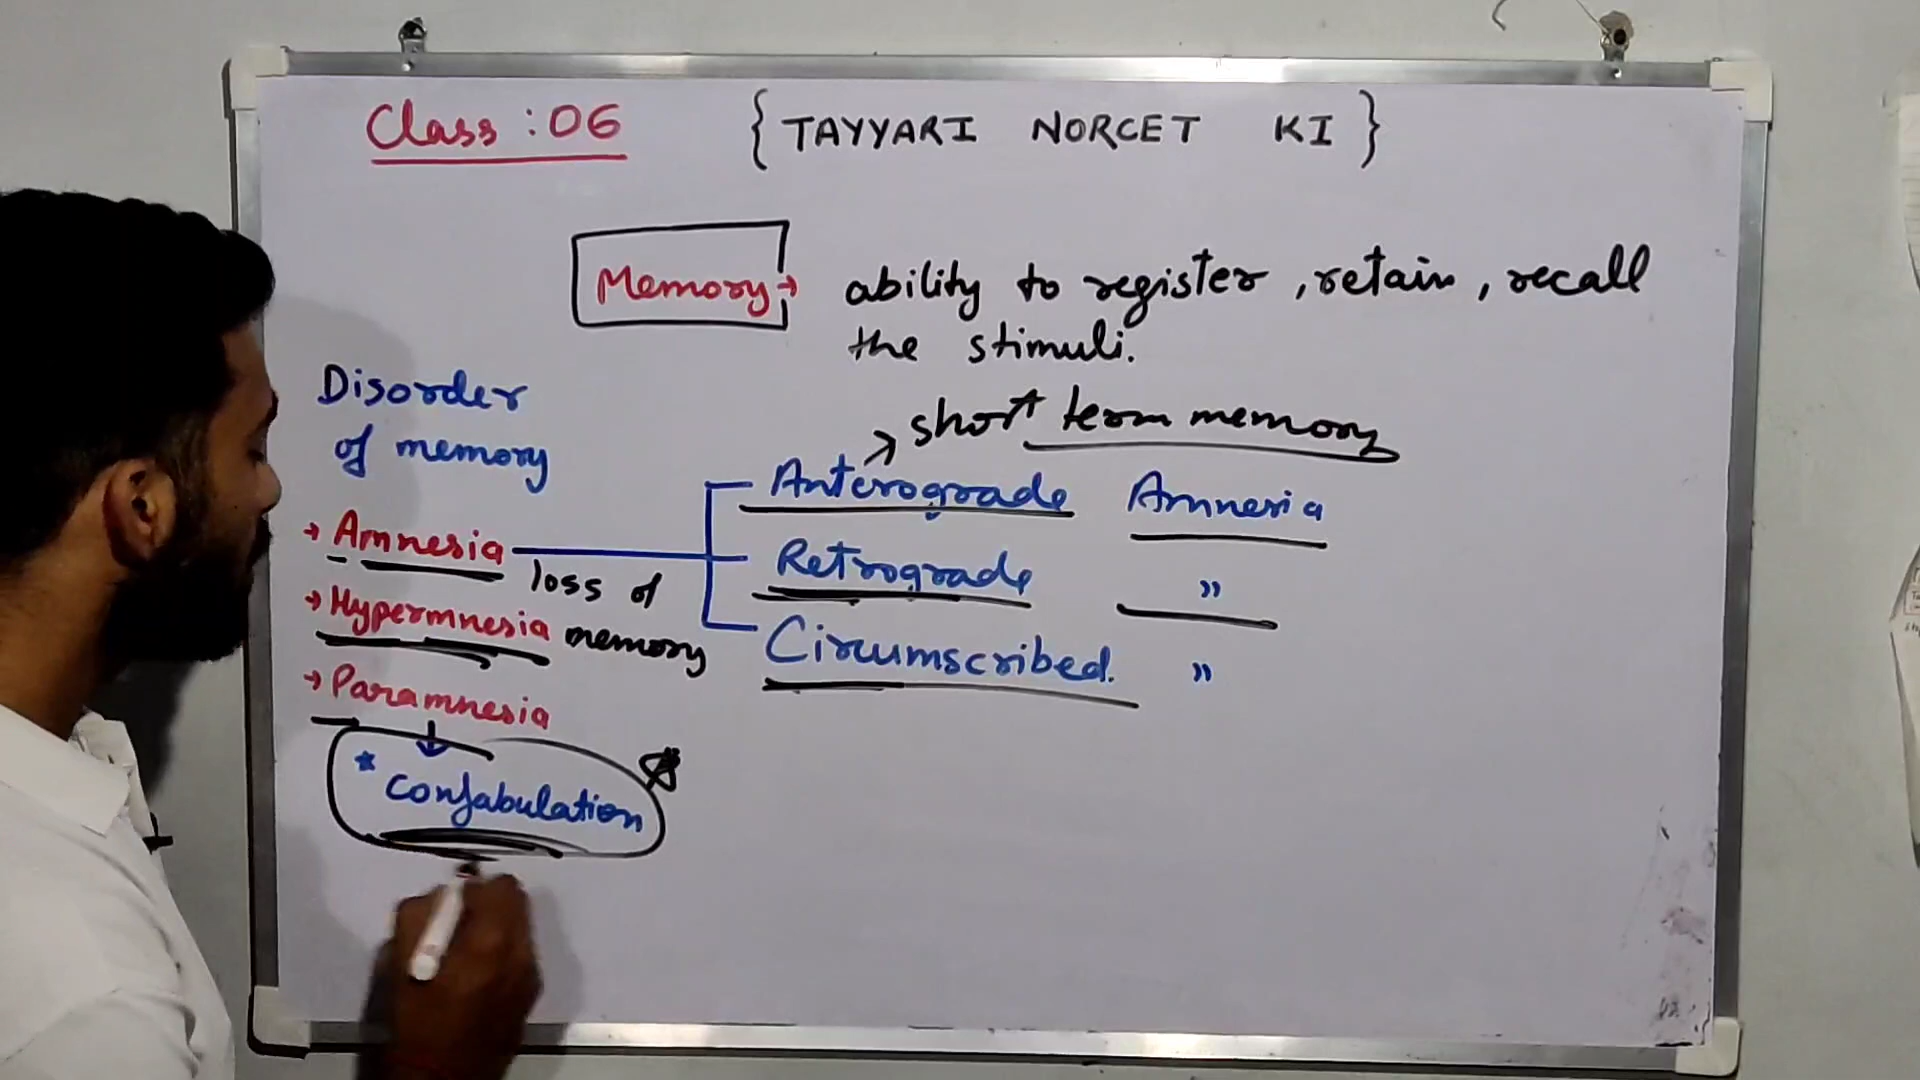 Class : 06
{ TAYYARI NORCET KI }
Memory → ability to register, retain, recall
the stimuli.
Disorder
of memory
→ short term memory
Anterograde Amnesia
→ Amnesia
loss of
memory
Retrograde "
→ Hypermnesia
Circumscribed. "
→ Paramnesia
* Confabulation